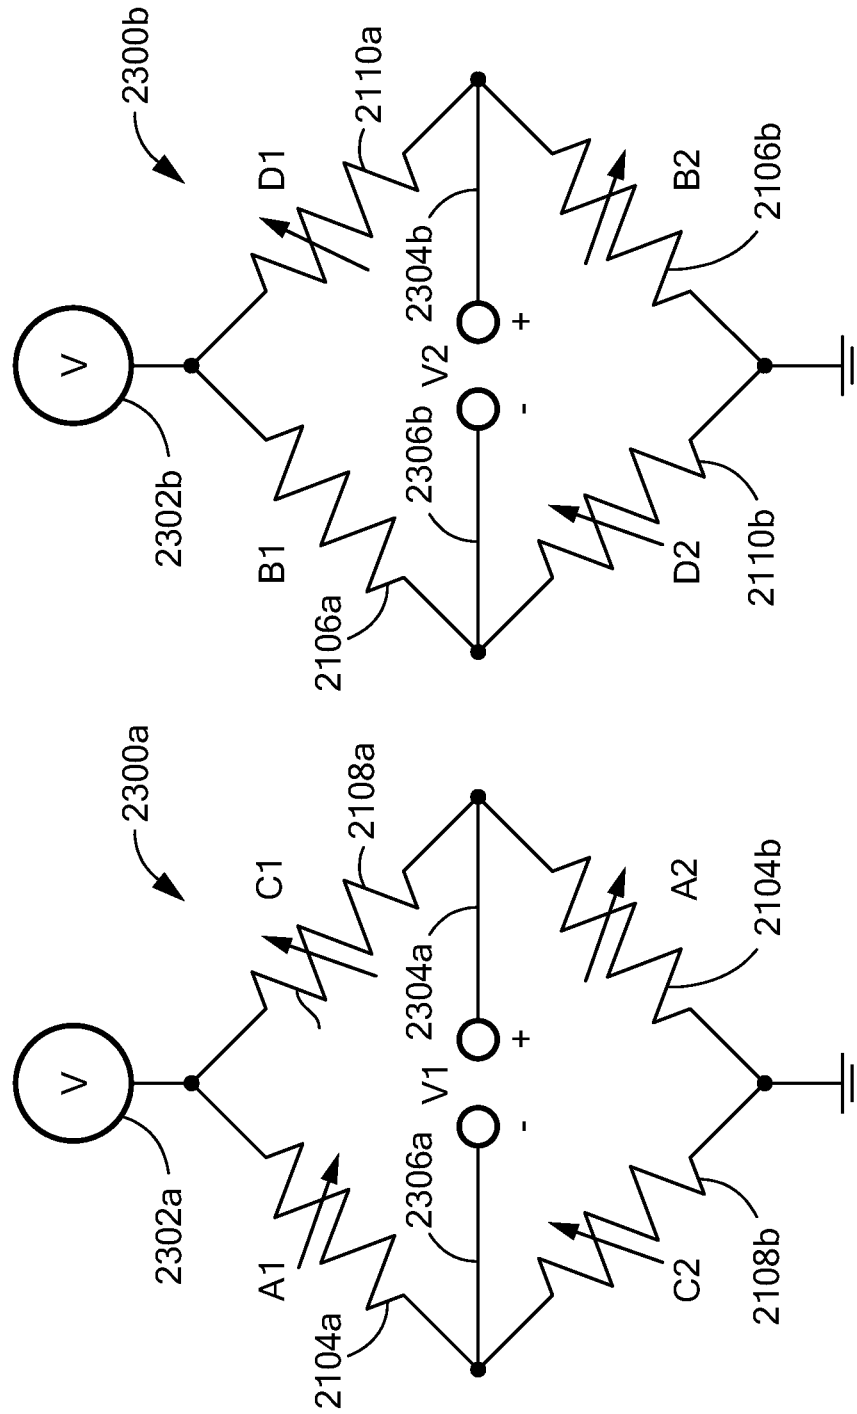 2300a
V
2302a
A1
2104a
C1
2108a
2306a
V1
2304a
-
+
C2
2108b
A2
2104b
2300b
V
2302b
B1
2106a
D1
2110a
2306b
V2
2304b
-
+
D2
2110b
B2
2106b